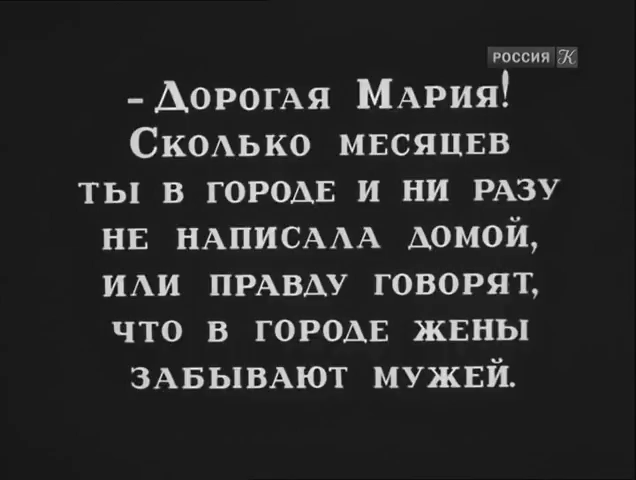 РОССИЯ К
- Дорогая Мария!
Сколько месяцев
ты в городе и ни разу
не написала домой,
или правду говорят,
что в городе жены
забывают мужей.